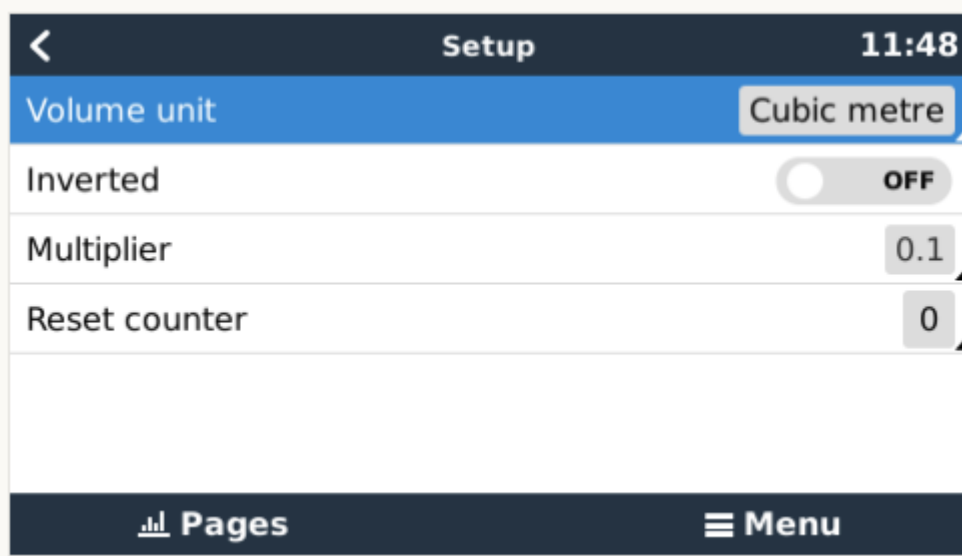 Setup 11:48
Volume unit Cubic metre
Inverted OFF
Multiplier 0.1
Reset counter 0
Pages Menu